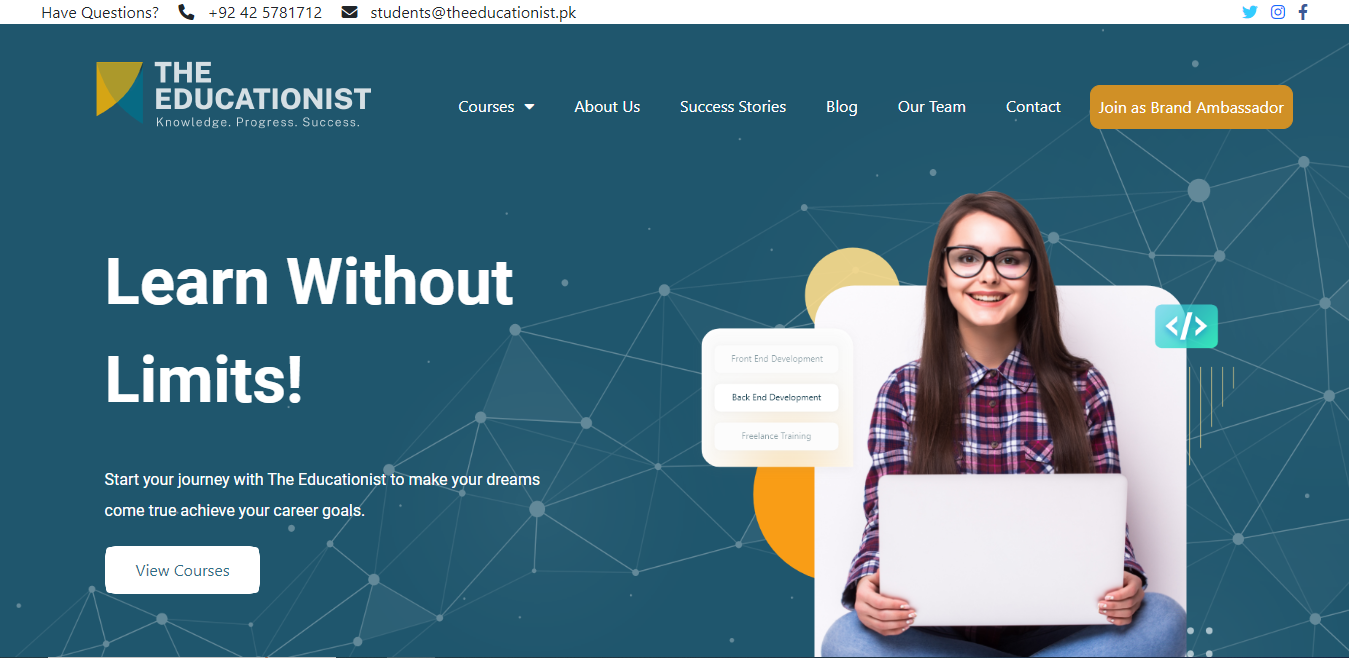 Have Questions? +92 42 5781712 students@theeducationist.pk
THE
EDUCATIONIST
Knowledge. Progress. Success.
Courses About Us Success Stories Blog Our Team Contact Join as Brand Ambassador
Learn Without
Limits!
Start your journey with The Educationist to make your dreams
come true achieve your career goals.
View Courses
Front End Development
Back End Development
Freelance Training
</>